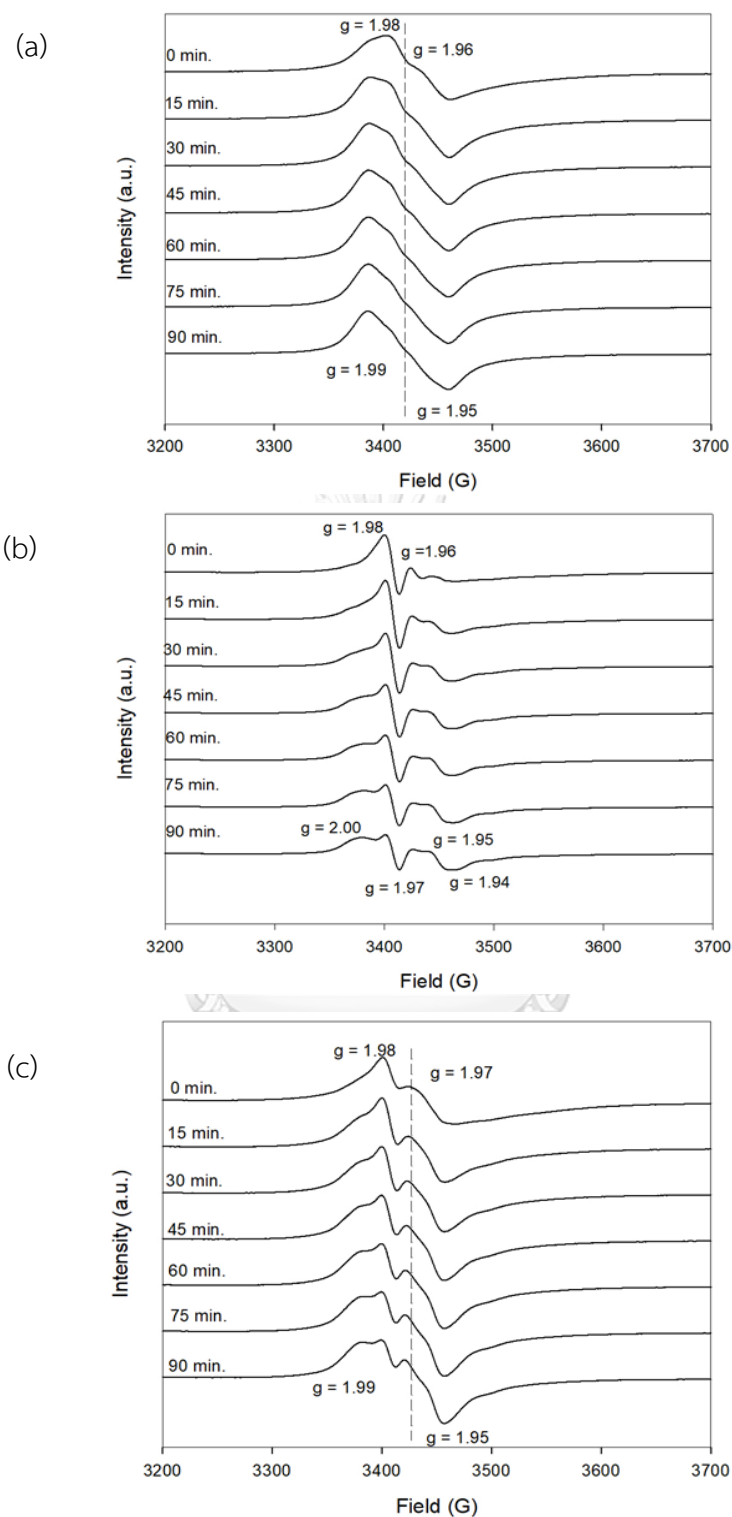 (a)
g = 1.98
g = 1.96
0 min.
15 min.
30 min.
45 min.
60 min.
75 min.
90 min.
g = 1.99
g = 1.95
Intensity (a.u.)
3200 3300 3400 3500 3600 3700
Field (G)
(b)
g = 1.98
g =1.96
0 min.
15 min.
30 min.
45 min.
60 min.
75 min.
90 min.
g = 2.00
g = 1.95
g = 1.97
g = 1.94
Intensity (a.u.)
3200 3300 3400 3500 3600 3700
Field (G)
(c)
g = 1.98
g = 1.97
0 min.
15 min.
30 min.
45 min.
60 min.
75 min.
90 min.
g = 1.99
g = 1.95
Intensity (a.u.)
3200 3300 3400 3500 3600 3700
Field (G)